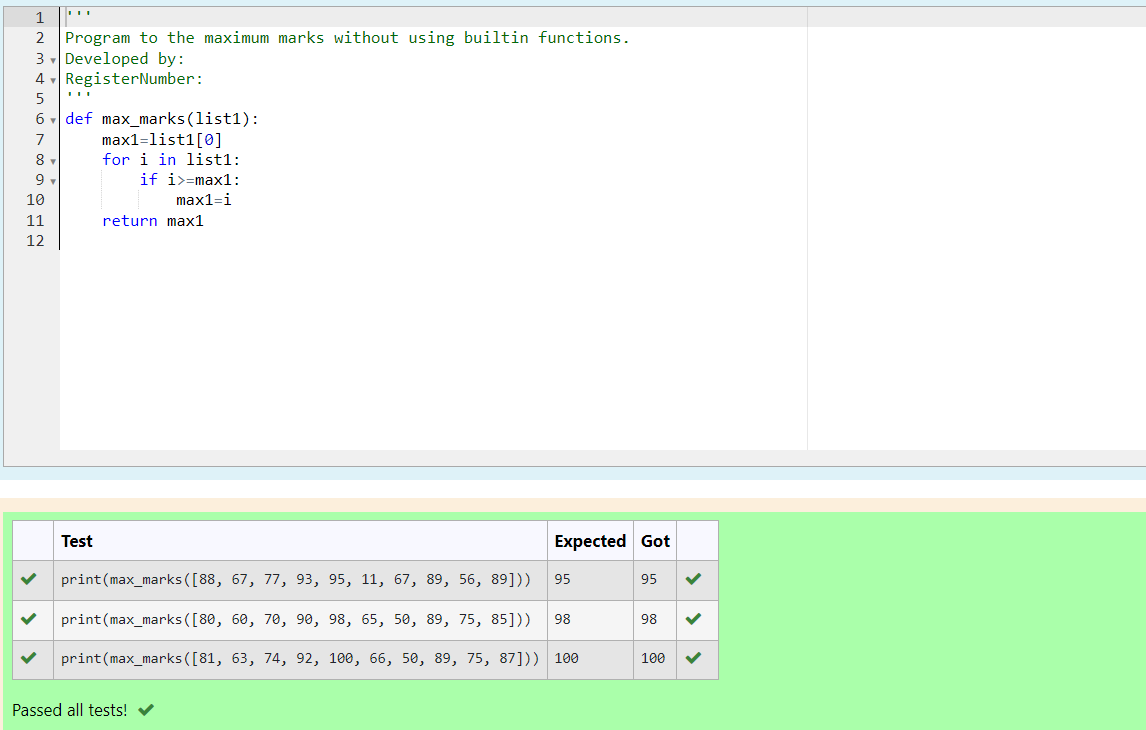 1 '''
2 Program to the maximum marks without using builtin functions.
3 Developed by:
4 RegisterNumber:
5 '''
6 def max_marks(list1):
7     max1=list1[0]
8     for i in list1:
9         if i>=max1:
10             max1=i
11     return max1
12
Test Expected Got
print(max_marks([88, 67, 77, 93, 95, 11, 67, 89, 56, 89])) 95 95
print(max_marks([80, 60, 70, 90, 98, 65, 50, 89, 75, 85])) 98 98
print(max_marks([81, 63, 74, 92, 100, 66, 50, 89, 75, 87])) 100 100
Passed all tests!